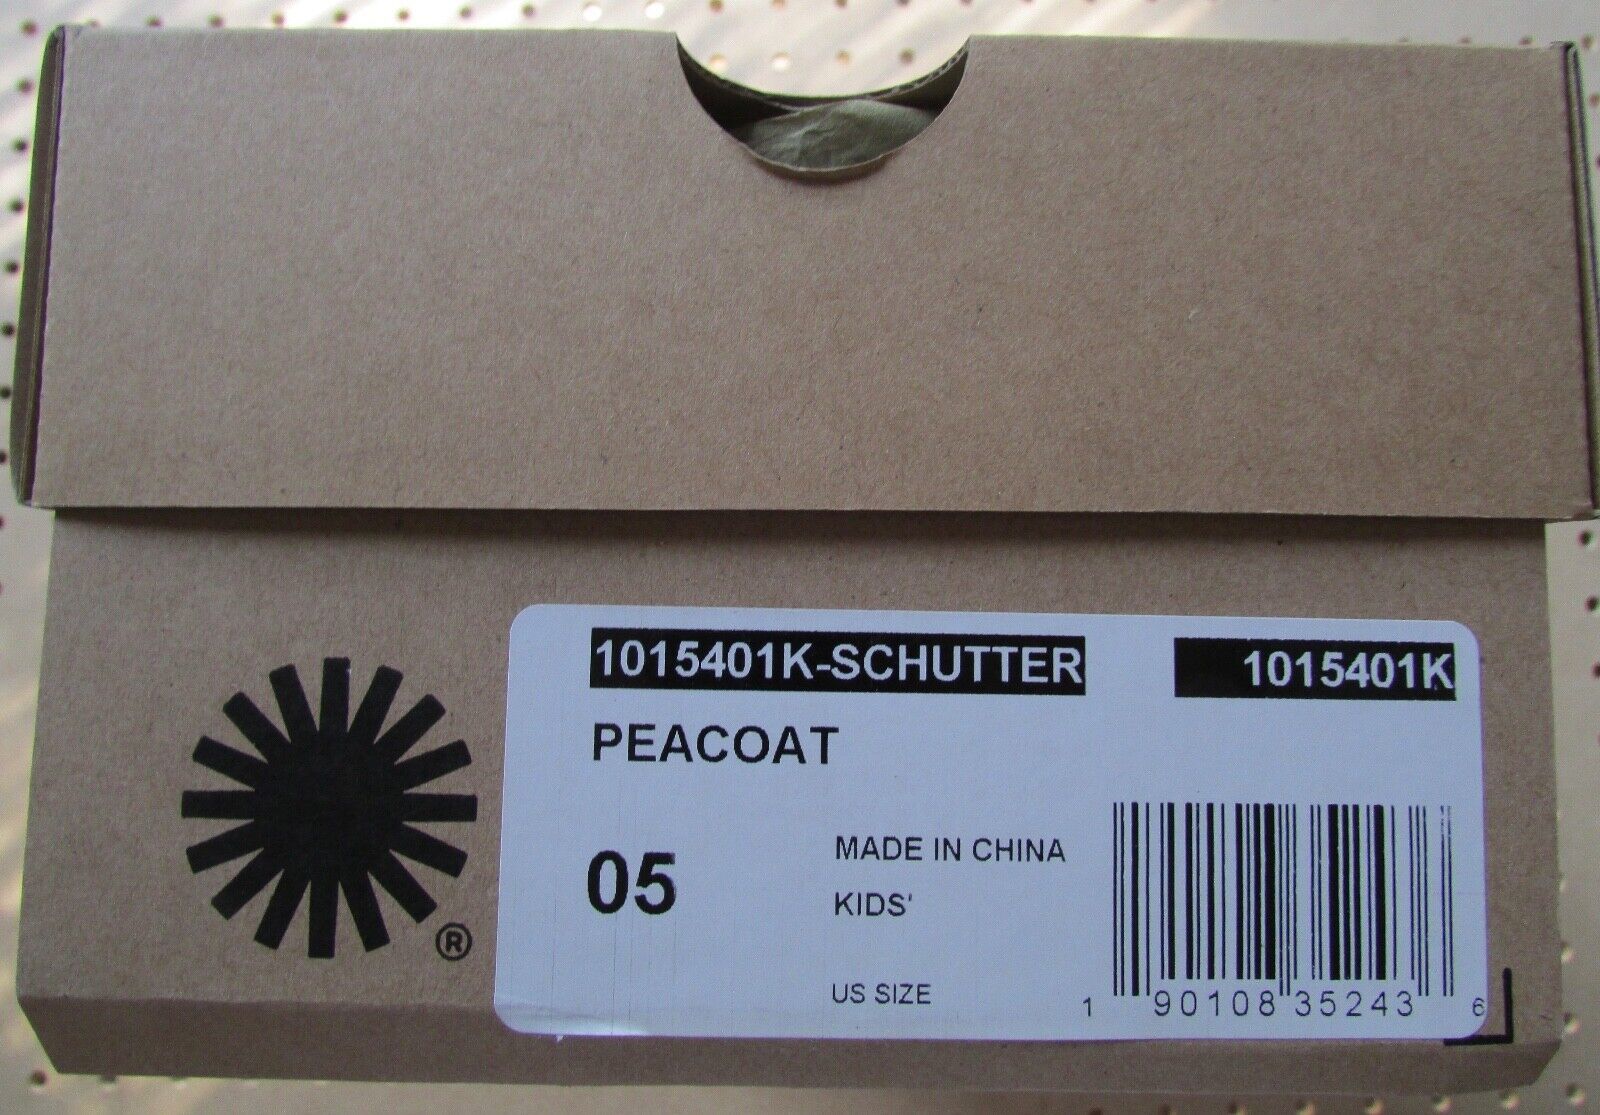 1015401K-SCHUTTER 1015401K
PEACOAT
05
MADE IN CHINA
KIDS'
US SIZE
1 90108 35243 6
®